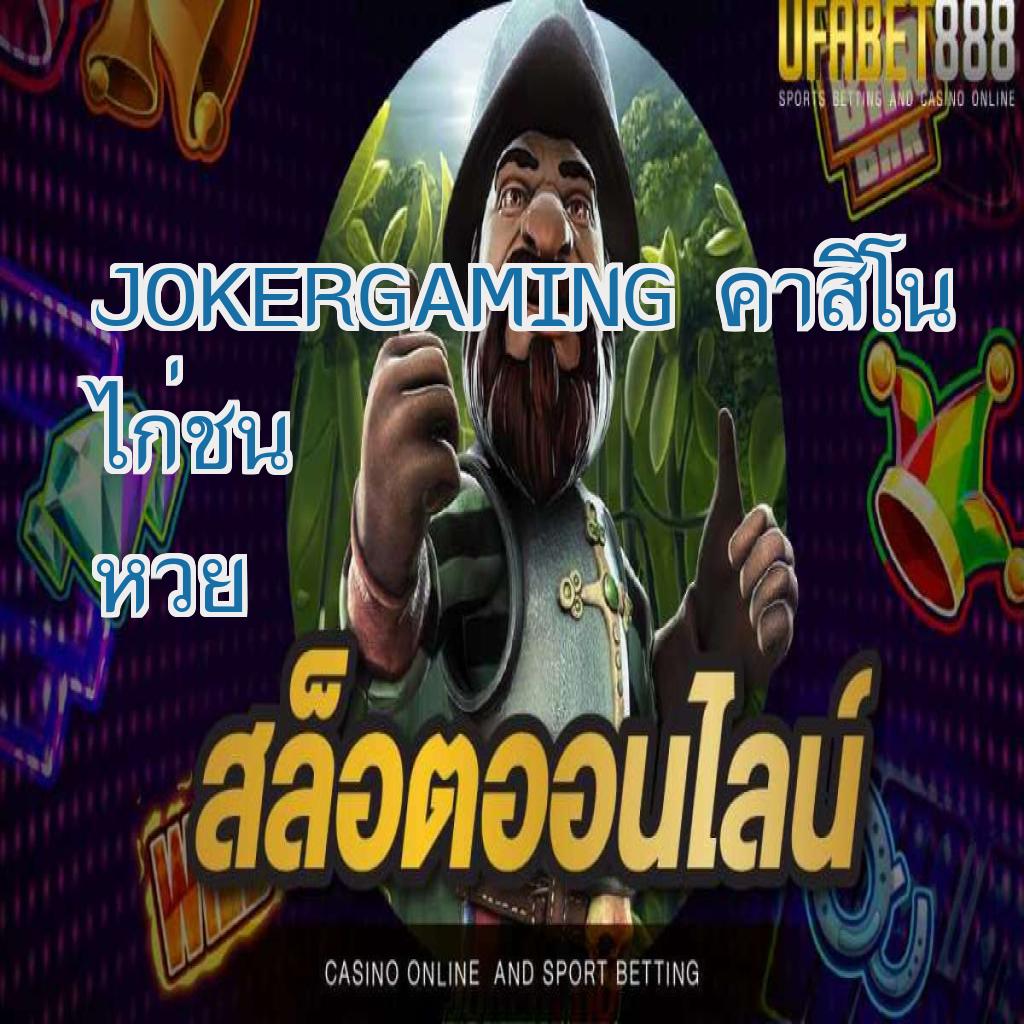 UFABET888
SPORTS BETTING AND CASINO ONLINE
BAR
JOKERGAMING คาสิโน
ไก่ชน
หวย
สล็อตออนไลน์
CASINO ONLINE AND SPORT BETTING